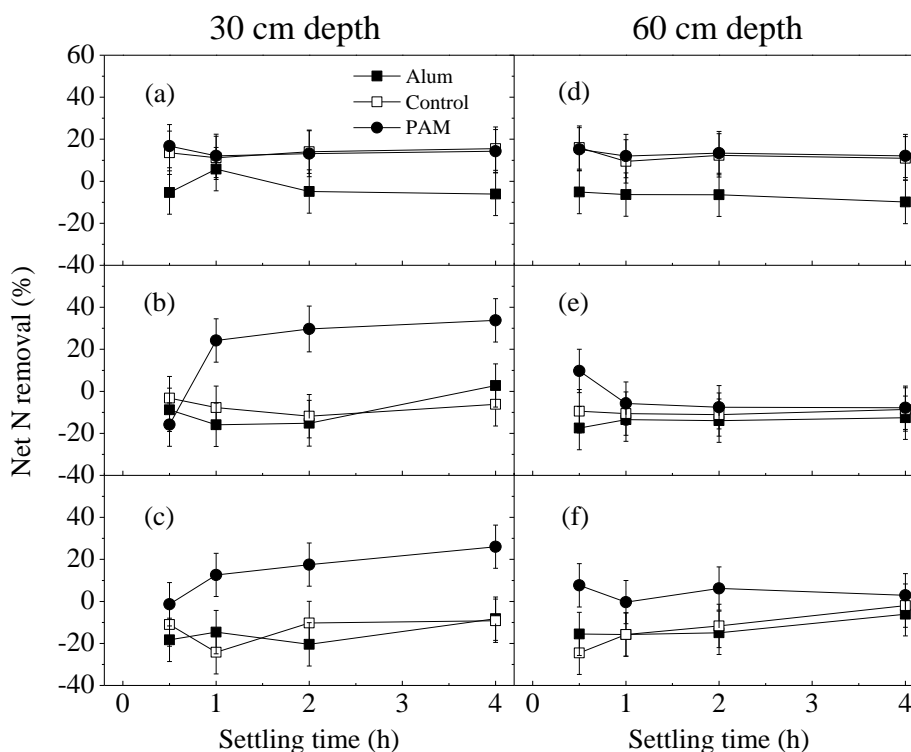 30 cm depth
60 cm depth
Net N removal (%)
60
40
20
0
-20
-40
(a)
Alum
Control
PAM
(d)
40
20
0
-20
-40
(b)
(e)
40
20
0
-20
-40
(c)
(f)
0 1 2 3 4
0 1 2 3 4
Settling time (h)
Settling time (h)